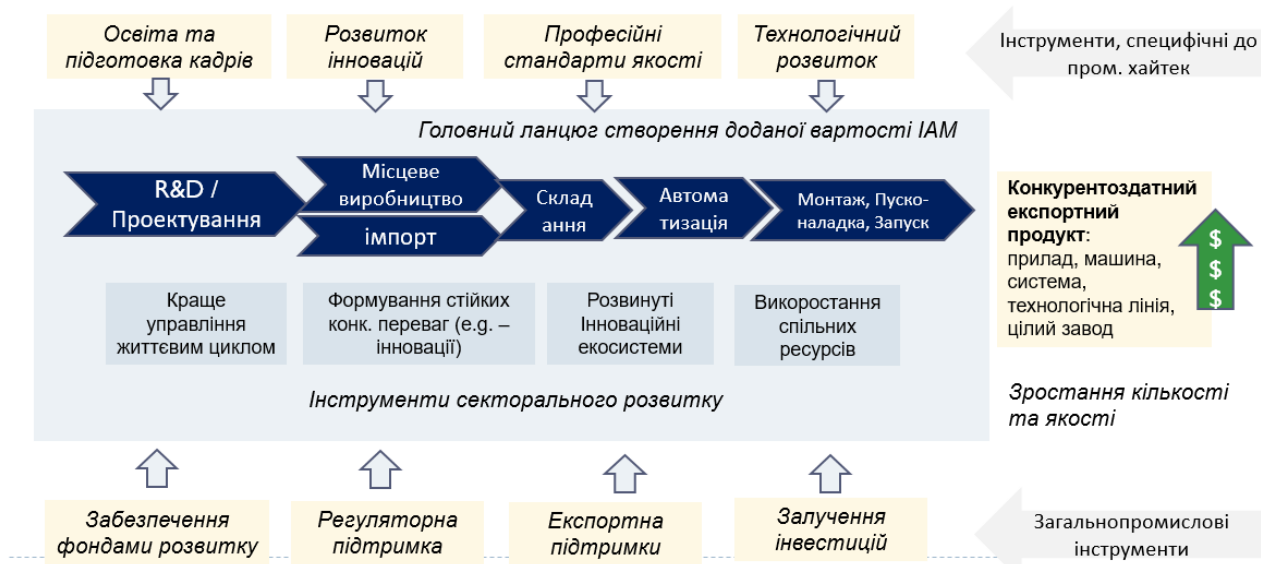 Освіта та
підготовка кадрів
Розвиток
інновацій
Професійні
стандарти якості
Технологічний
розвиток
Інструменти, специфічні до
пром. хайтек
Головний ланцюг створення доданої вартості ІАМ
R&D /
Проектування
Місцеве
виробництво
імпорт
Склад
ання
Автома
тизація
Монтаж, Пуско-
наладка, Запуск
Конкурентоздатний
експортний
продукт:
прилад, машина,
система,
технологічна лінія,
цілий завод
$
$
$
Краще
управління
життєвим циклом
Формування стійких
конк. переваг (e.g. –
інновації)
Розвинуті
Інноваційні
екосистеми
Викоростання
спільних
ресурсів
Інструменти секторального розвитку
Зростання кількості
та якості
Забезпечення
фондами розвитку
Регуляторна
підтримка
Експортна
підтримки
Залучення
інвестицій
Загальнопромислові
інструменти